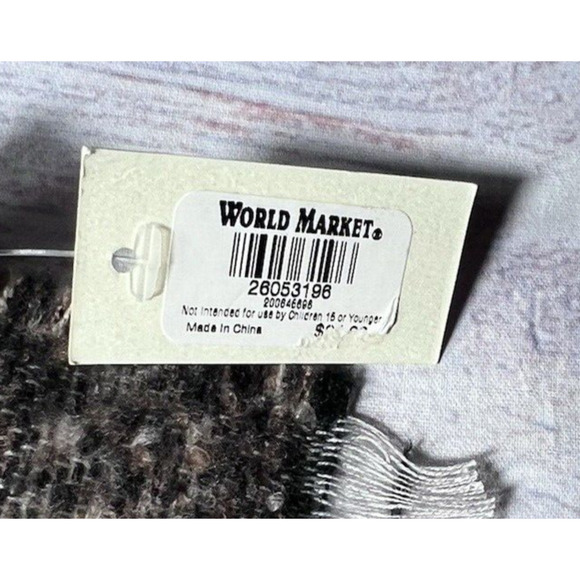 WORLD MARKET®
26053196
200646698
Not Intended for use by Children 15 or Younger
Made In China